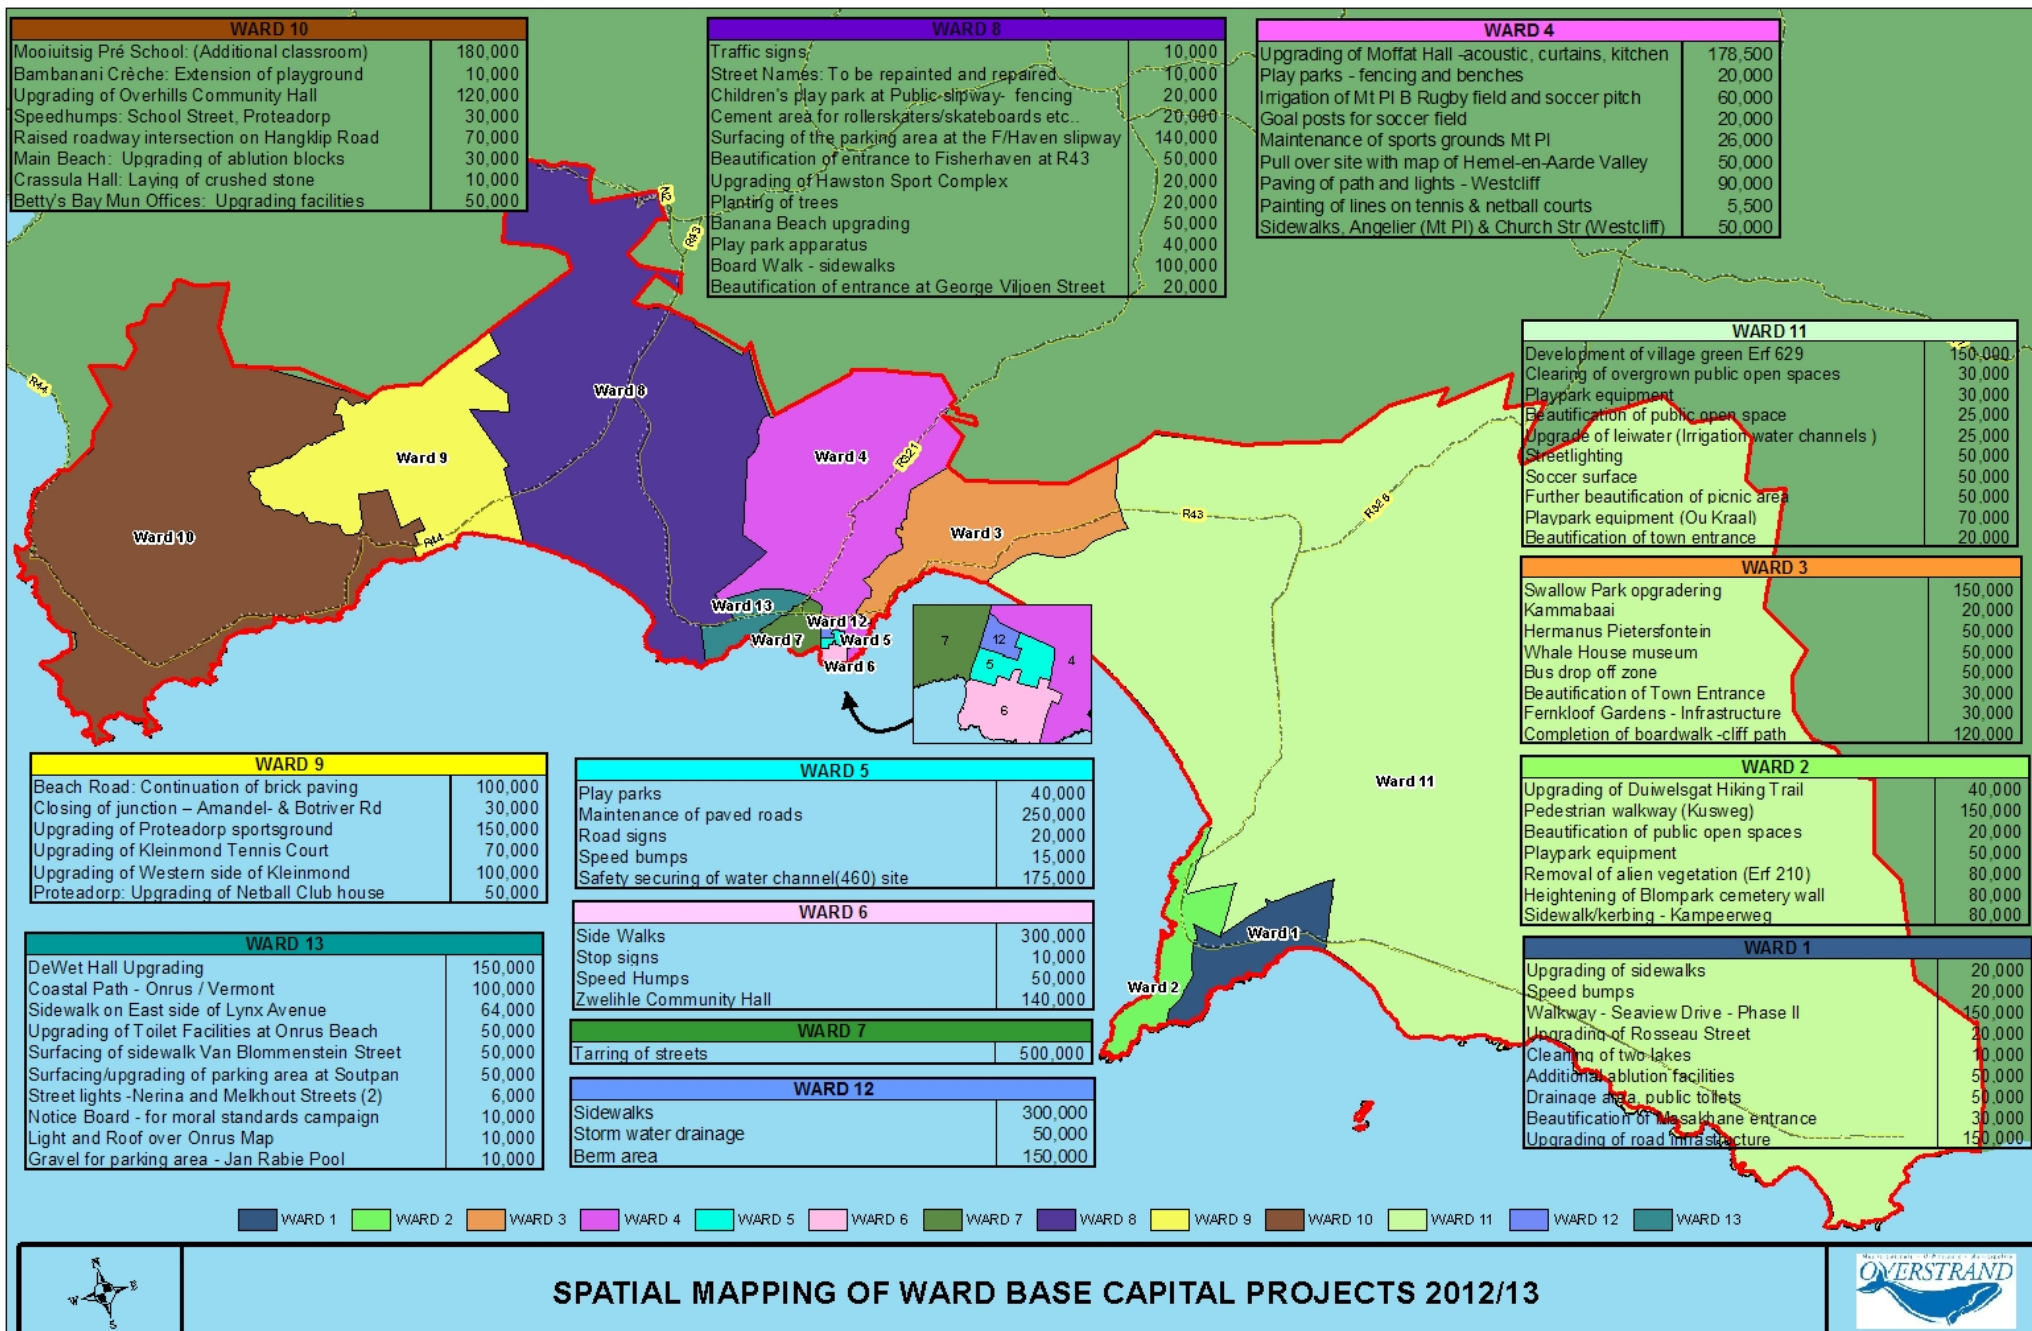 WARD 10
Mooiuitsig Pré School: (Additional classroom) 180,000
Bambanani Crèche: Extension of playground 10,000
Upgrading of Overhills Community Hall 120,000
Speedhumps: School Street, Proteadorp 30,000
Raised roadway intersection on Hangklip Road 70,000
Main Beach: Upgrading of ablution blocks 30,000
Crassula Hall: Laying of crushed stone 10,000
Betty's Bay Mun Offices: Upgrading facilities 50,000
WARD 8
Traffic signs 10,000
Street Names: To be repainted and repaired 10,000
Children's play park at Public slipway- fencing 20,000
Cement area for rollerskaters/skateboards etc.. 20,000
Surfacing of the parking area at the F/Haven slipway 140,000
Beautification of entrance to Fisherhaven at R43 50,000
Upgrading of Hawston Sport Complex 20,000
Planting of trees 20,000
Banana Beach upgrading 50,000
Play park apparatus 40,000
Board Walk - sidewalks 100,000
Beautification of entrance at George Viljoen Street 20,000
WARD 4
Upgrading of Moffat Hall -acoustic, curtains, kitchen 178,500
Play parks - fencing and benches 20,000
Irrigation of Mt Pl B Rugby field and soccer pitch 60,000
Goal posts for soccer field 20,000
Maintenance of sports grounds Mt Pl 26,000
Pull over site with map of Hemel-en-Aarde Valley 50,000
Paving of path and lights - Westcliff 90,000
Painting of lines on tennis & netball courts 5,500
Sidewalks, Angelier (Mt Pl) & Church Str (Westcliff) 50,000
N2
R43
R44
WARD 11
Development of village green Erf 629 150,000
Clearing of overgrown public open spaces 30,000
Playpark equipment 30,000
Beautification of public open space 25,000
Upgrade of leiwater (Irrigation water channels ) 25,000
Streetlighting 50,000
Soccer surface 50,000
Further beautification of picnic area 50,000
Playpark equipment (Ou Kraal) 70,000
Beautification of town entrance 20,000
Ward 8
Ward 9
Ward 4
R321
Ward 10
R44
Ward 3
R43
R326
WARD 3
Swallow Park opgradering 150,000
Kammabaai 20,000
Hermanus Pietersfontein 50,000
Whale House museum 50,000
Bus drop off zone 50,000
Beautification of Town Entrance 30,000
Fernkloof Gardens - Infrastructure 30,000
Completion of boardwalk -cliff path 120,000
Ward 13
Ward 12
Ward 7
Ward 5
Ward 6
7
12
5
4
6
Ward 11
WARD 9
Beach Road: Continuation of brick paving 100,000
Closing of junction – Amandel- & Botriver Rd 30,000
Upgrading of Proteadorp sportsground 150,000
Upgrading of Kleinmond Tennis Court 70,000
Upgrading of Western side of Kleinmond 100,000
Proteadorp: Upgrading of Netball Club house 50,000
WARD 5
Play parks 40,000
Maintenance of paved roads 250,000
Road signs 20,000
Speed bumps 15,000
Safety securing of water channel(460) site 175,000
WARD 2
Upgrading of Duiwelsgat Hiking Trail 40,000
Pedestrian walkway (Kusweg) 150,000
Beautification of public open spaces 20,000
Playpark equipment 50,000
Removal of alien vegetation (Erf 210) 80,000
Heightening of Blompark cemetery wall 80,000
Sidewalk/kerbing - Kampeerweg 80,000
WARD 6
Side Walks 300,000
Stop signs 10,000
Speed Humps 50,000
Zwelihle Community Hall 140,000
Ward 1
Ward 2
WARD 13
DeWet Hall Upgrading 150,000
Coastal Path - Onrus / Vermont 100,000
Sidewalk on East side of Lynx Avenue 64,000
Upgrading of Toilet Facilities at Onrus Beach 50,000
Surfacing of sidewalk Van Blommenstein Street 50,000
Surfacing/upgrading of parking area at Soutpan 50,000
Street lights -Nerina and Melkhout Streets (2) 6,000
Notice Board - for moral standards campaign 10,000
Light and Roof over Onrus Map 10,000
Gravel for parking area - Jan Rabie Pool 10,000
WARD 7
Tarring of streets 500,000
WARD 12
Sidewalks 300,000
Storm water drainage 50,000
Berm area 150,000
WARD 1
Upgrading of sidewalks 20,000
Speed bumps 20,000
Walkway - Seaview Drive - Phase II 150,000
Upgrading of Rosseau Street 20,000
Cleaning of two lakes 10,000
Additional ablution facilities 50,000
Drainage area, public toilets 50,000
Beautification of Masakhane entrance 30,000
Upgrading of road infrastructure 150,000
WARD 1 WARD 2 WARD 3 WARD 4 WARD 5 WARD 6 WARD 7 WARD 8 WARD 9 WARD 10 WARD 11 WARD 12 WARD 13
N
W E
S
SPATIAL MAPPING OF WARD BASE CAPITAL PROJECTS 2012/13
OVERSTRAND